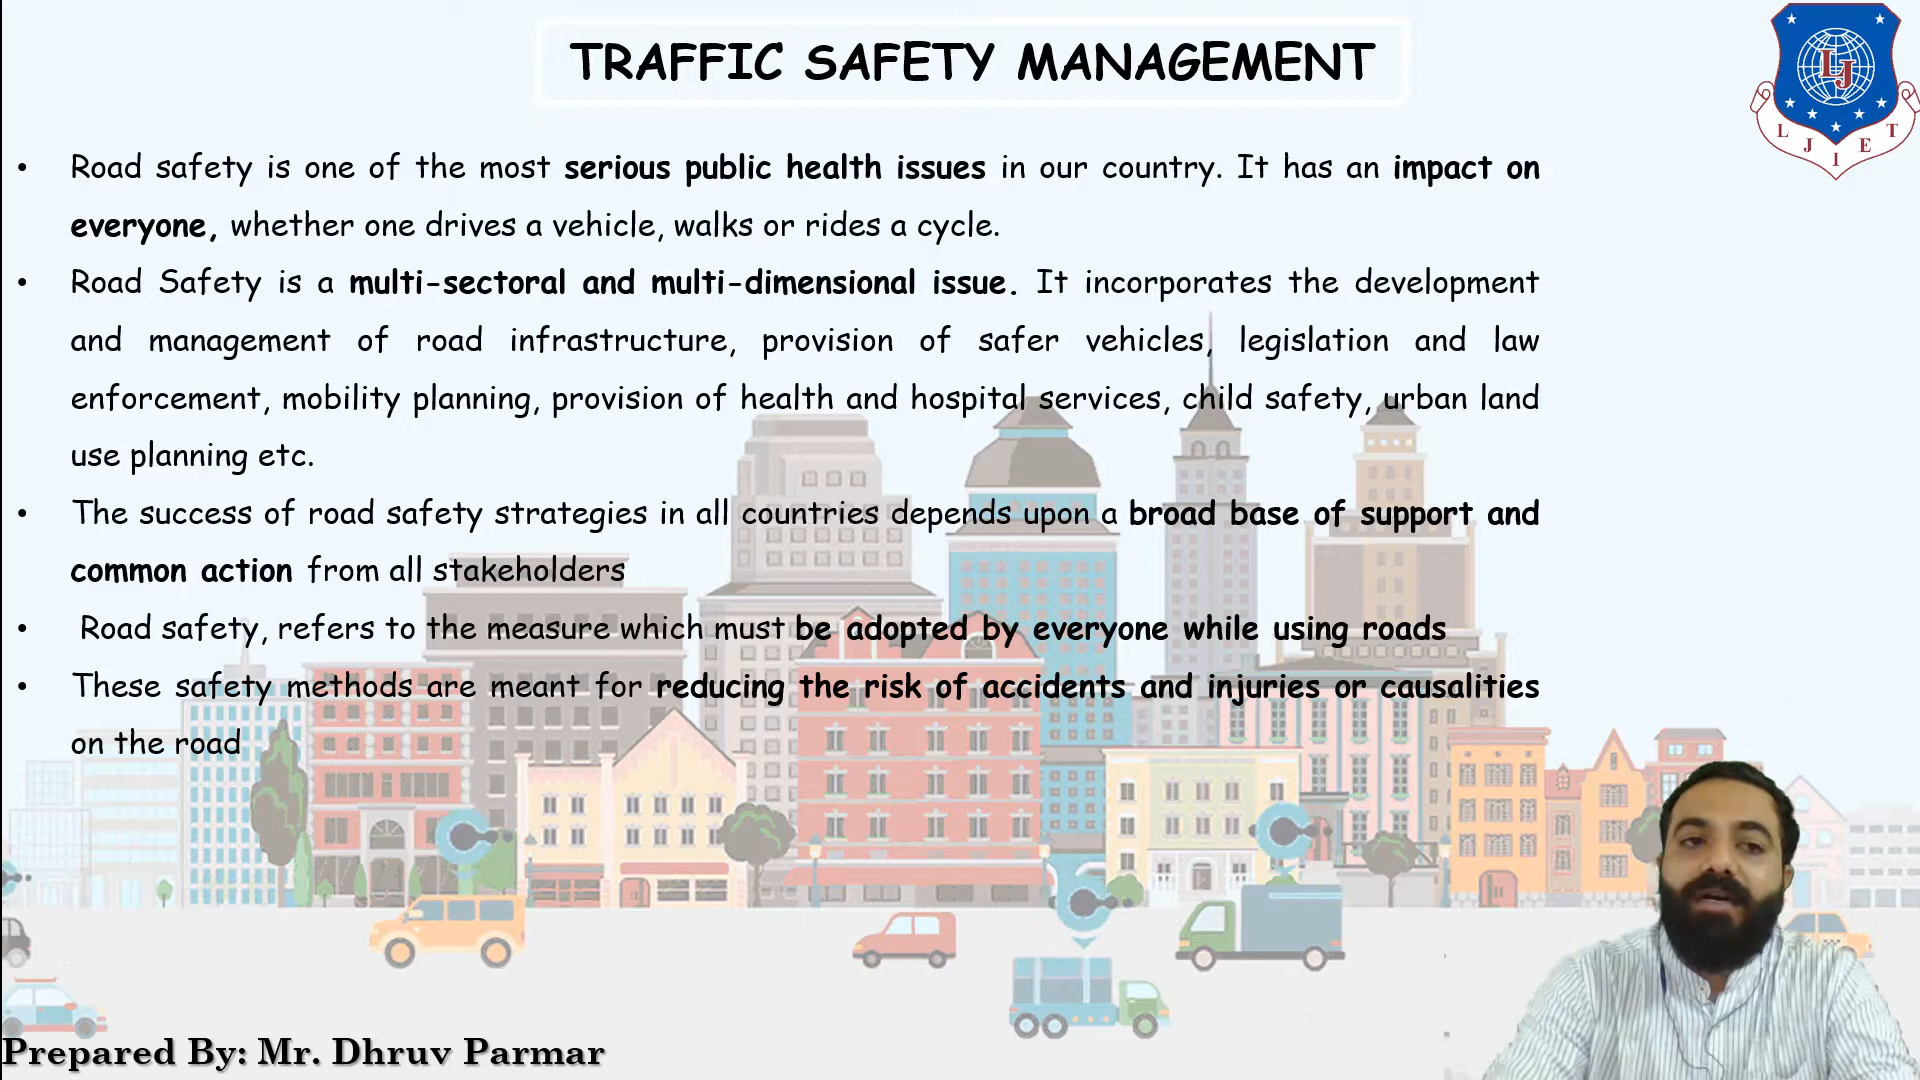 TRAFFIC SAFETY MANAGEMENT
LJ
L J I E T
• Road safety is one of the most serious public health issues in our country. It has an impact on
everyone, whether one drives a vehicle, walks or rides a cycle.
• Road Safety is a multi-sectoral and multi-dimensional issue. It incorporates the development
and management of road infrastructure, provision of safer vehicles, legislation and law
enforcement, mobility planning, provision of health and hospital services, child safety, urban land
use planning etc.
• The success of road safety strategies in all countries depends upon a broad base of support and
common action from all stakeholders
• Road safety, refers to the measure which must be adopted by everyone while using roads
• These safety methods are meant for reducing the risk of accidents and injuries or causalities
on the road
Prepared By: Mr. Dhruv Parmar